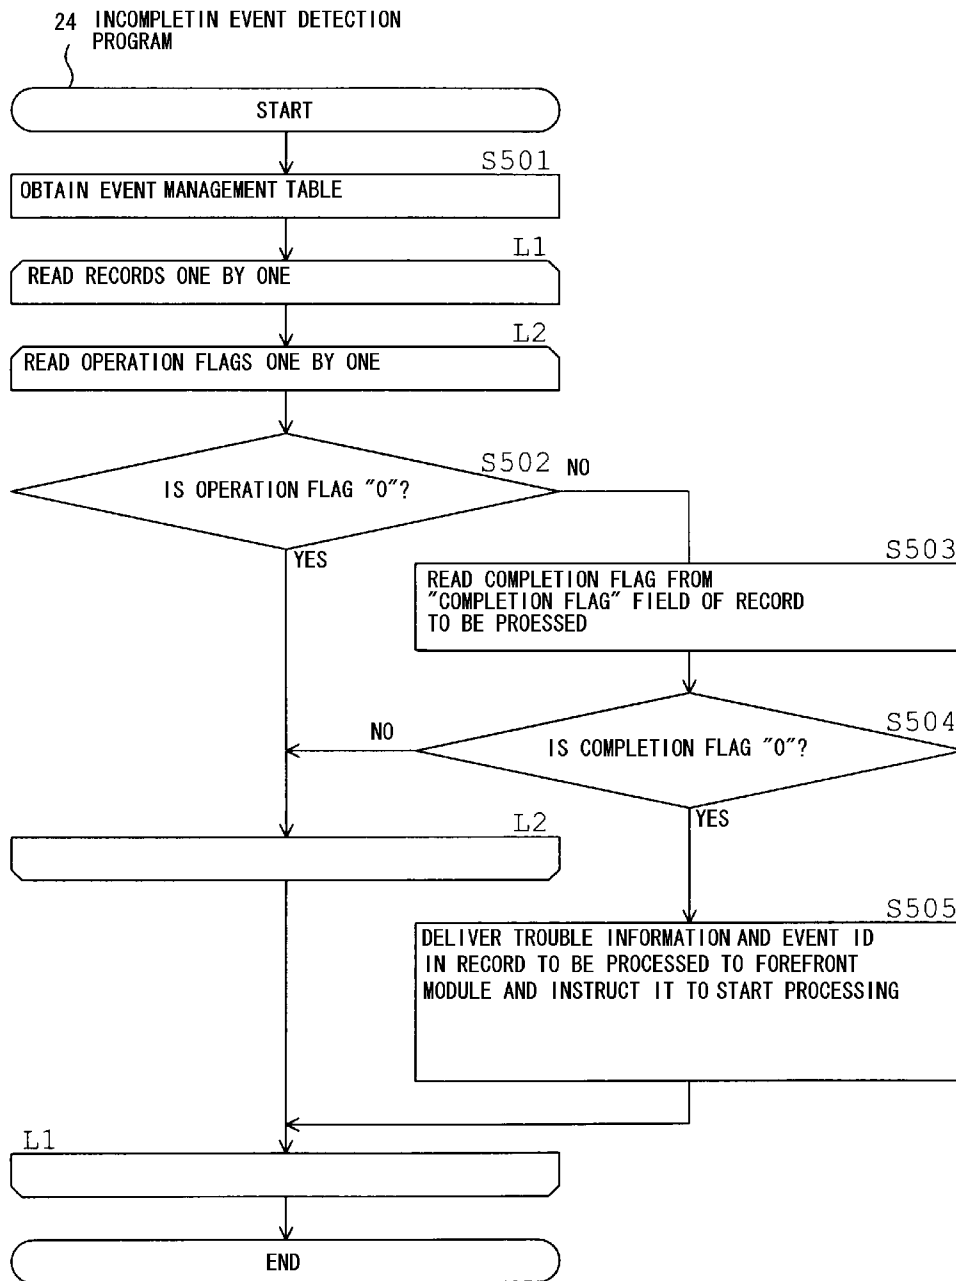 24 INCOMPLETIN EVENT DETECTION
PROGRAM
START
S501
OBTAIN EVENT MANAGEMENT TABLE
L1
READ RECORDS ONE BY ONE
L2
READ OPERATION FLAGS ONE BY ONE
S502
NO
IS OPERATION FLAG "0"?
YES
S503
READ COMPLETION FLAG FROM
"COMPLETION FLAG" FIELD OF RECORD
TO BE PROESSED
S504
NO
IS COMPLETION FLAG "0"?
YES
L2
S505
DELIVER TROUBLE INFORMATION AND EVENT ID
IN RECORD TO BE PROCESSED TO FOREFRONT
MODULE AND INSTRUCT IT TO START PROCESSING
L1
END